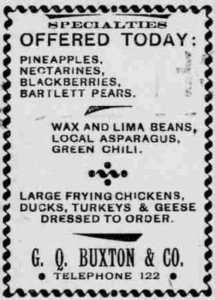 SPECIALTIES
OFFERED TODAY:
PINEAPPLES,
NECTARINES,
BLACKBERRIES,
BARTLETT PEARS.
WAX AND LIMA BEANS,
LOCAL ASPARAGUS,
GREEN CHILI.
LARGE FRYING CHICKENS,
DUCKS, TURKEYS & GEESE
DRESSED TO ORDER.
G. Q. BUXTON & CO.
• TELEPHONE 122 •